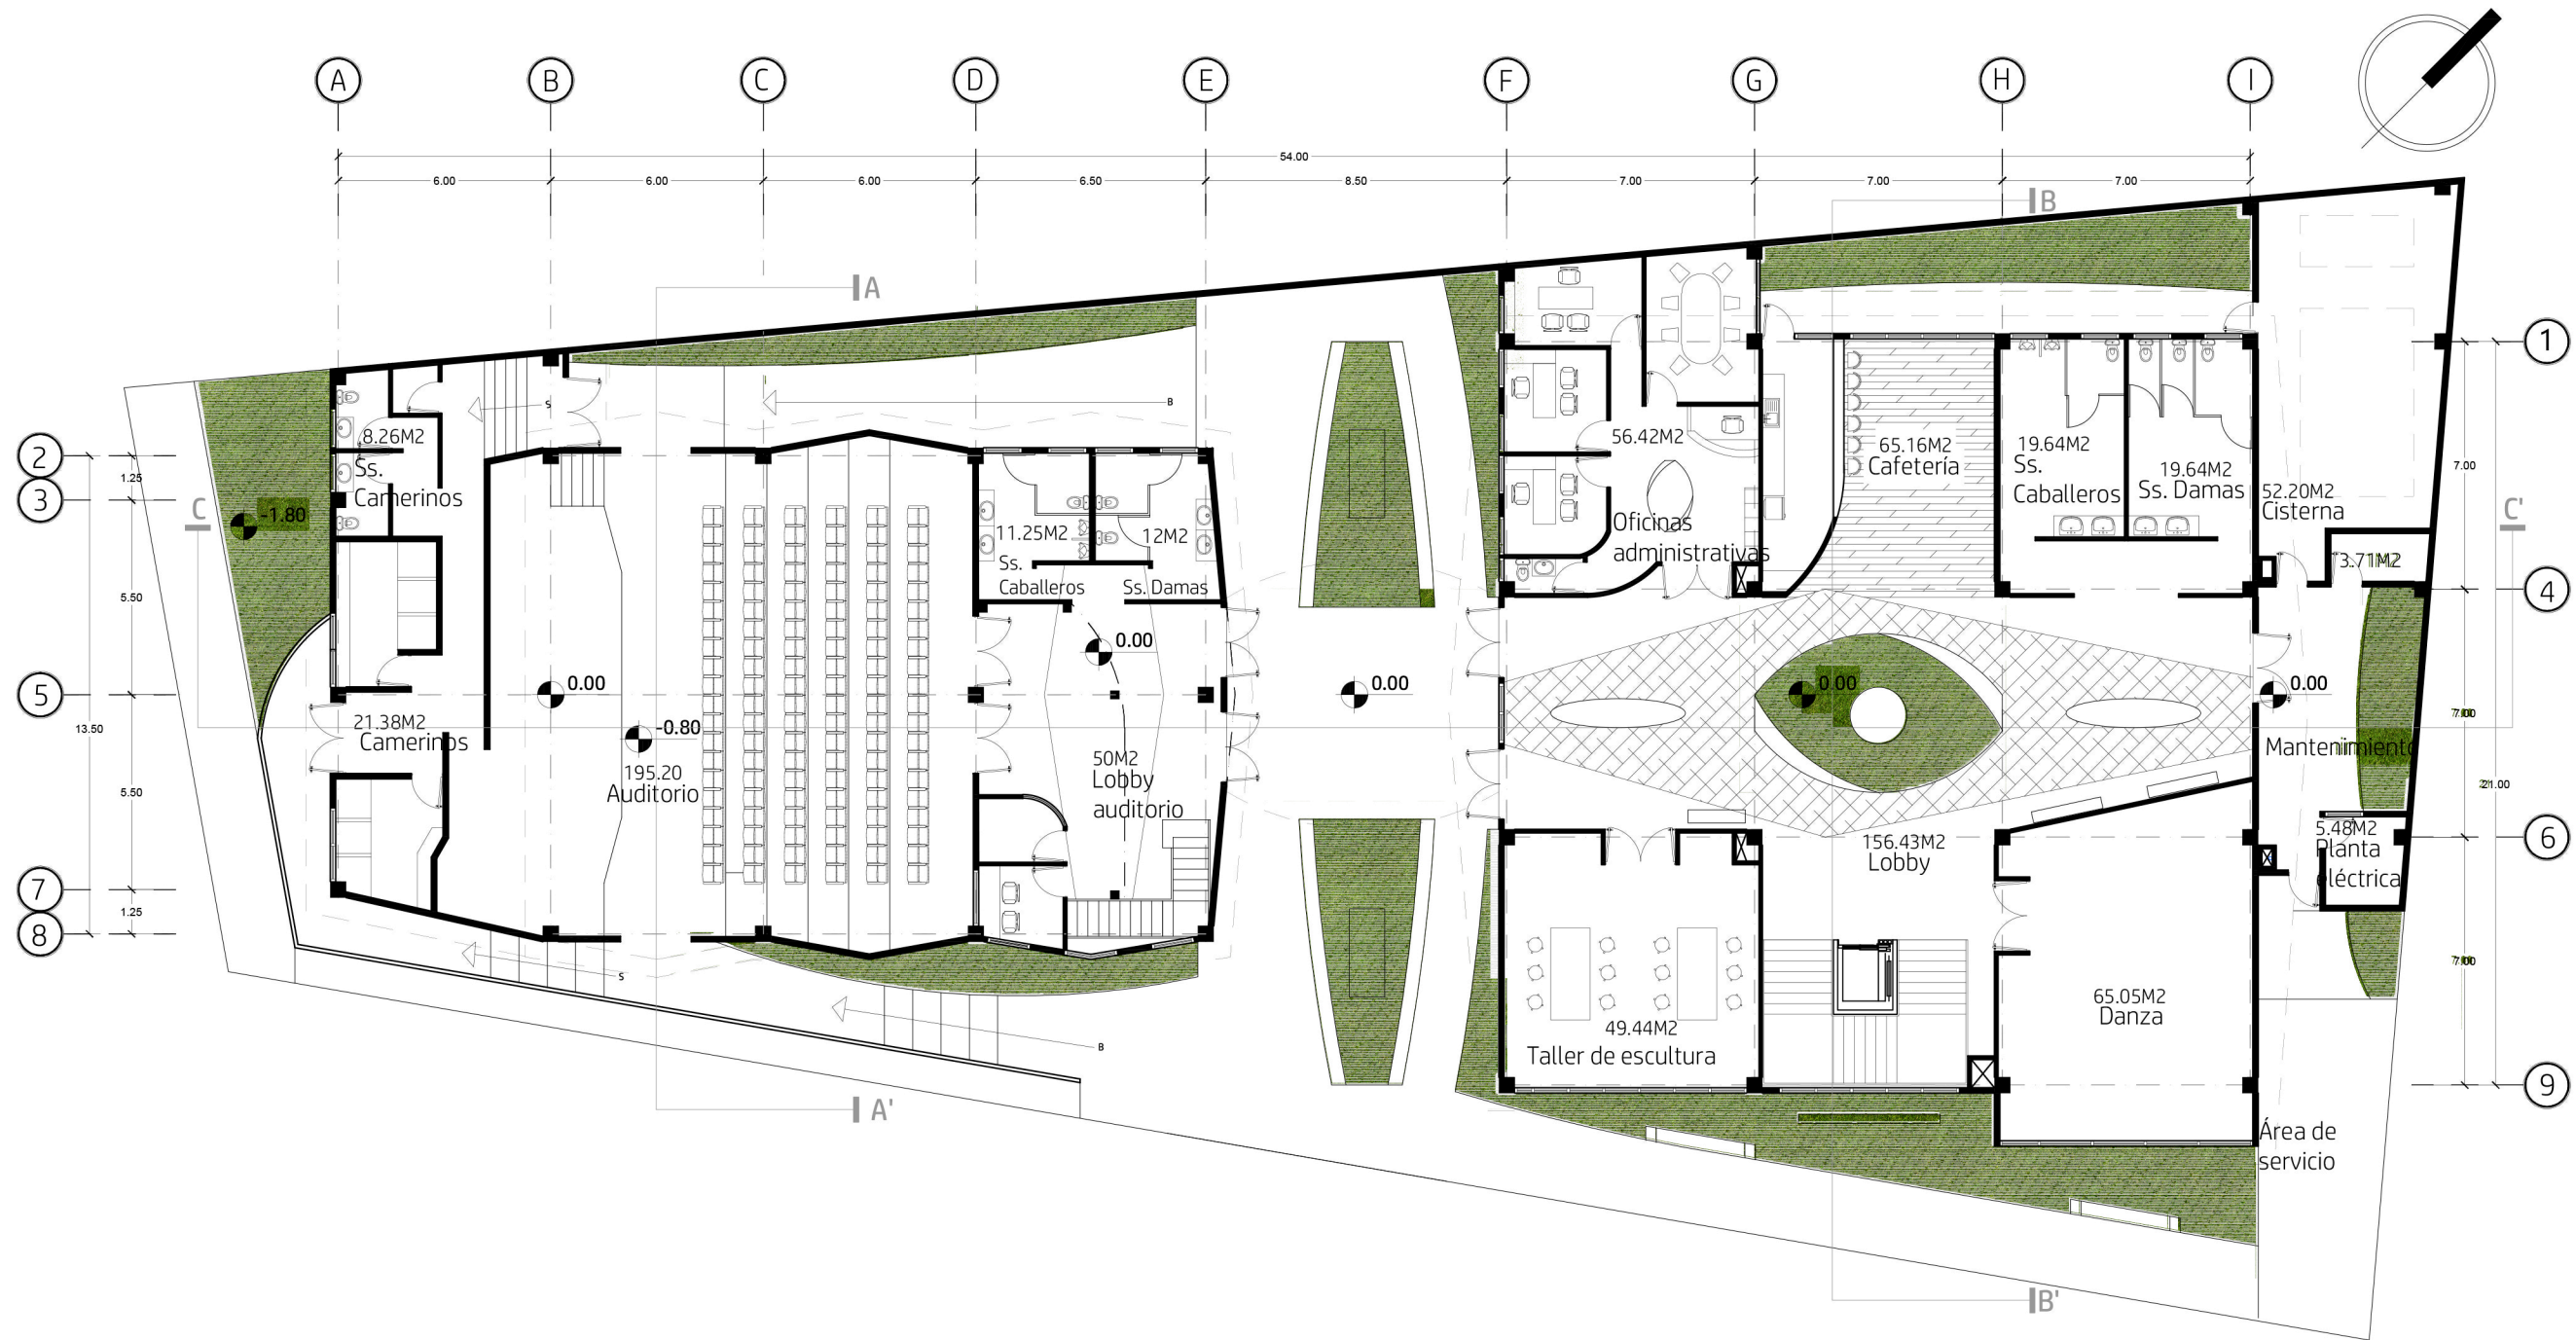 A
B
C
D
E
F
G
H
I
54.00
6.00
6.00
6.00
6.50
8.50
7.00
7.00
7.00
B
A
1
2
1.25
3
C
-1.80
5.50
5
13.50
5.50
7
1.25
8
8.26M2
Ss.
Camerinos
S
B
21.38M2
Camerinos
0.00
-0.80
195.20
Auditorio
11.25M2
Ss.
Caballeros
12M2
Ss. Damas
0.00
50M2
Lobby
auditorio
0.00
S
B
A'
56.42M2
Oficinas
administrativas
65.16M2
Cafetería
19.64M2
Ss.
Caballeros
19.64M2
Ss. Damas
52.20M2
Cisterna
3.71M2
7.00
C'
4
0.00
0.00
7.00
Mantenimiento
21.00
5.48M2
Planta
eléctrica
6
156.43M2
Lobby
7.00
65.05M2
Danza
49.44M2
Taller de escultura
9
Área de
servicio
B'